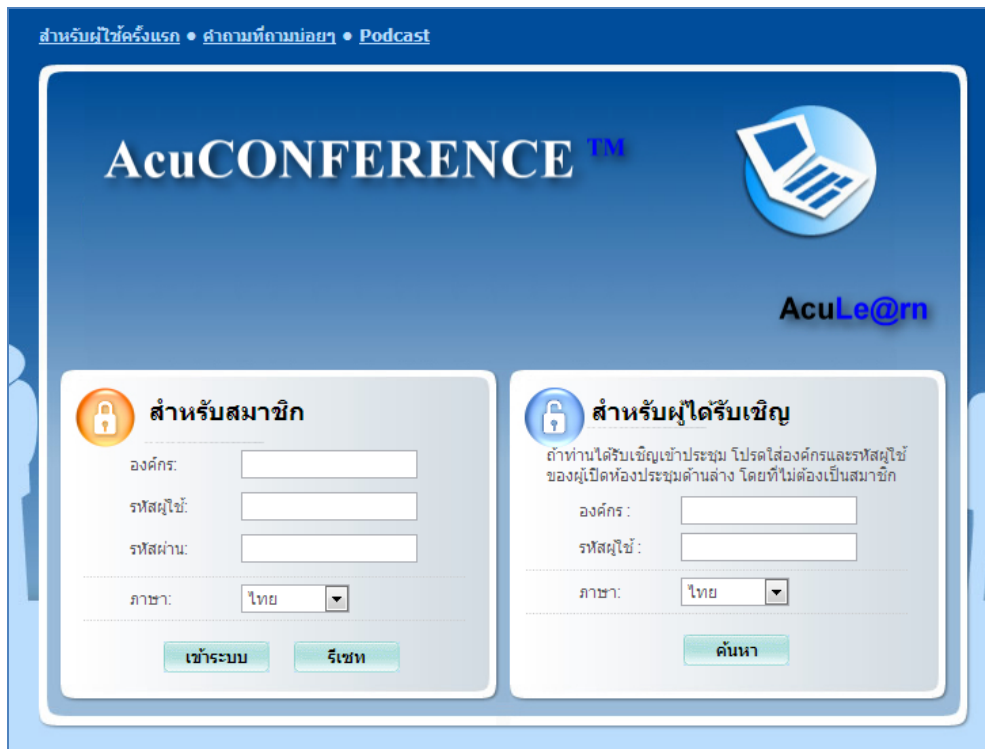 สำหรับผู้ใช้ครั้งแรก ● คำถามที่ถามบ่อยๆ ● Podcast
AcuCONFERENCE ™
AcuLe@rn
สำหรับสมาชิก
องค์กร:
รหัสผู้ใช้:
รหัสผ่าน:
ภาษา: ไทย
เข้าระบบ รีเซท
สำหรับผู้ได้รับเชิญ
ถ้าท่านได้รับเชิญเข้าประชุม โปรดใส่องค์กรและรหัสผู้ใช้
ของผู้เปิดห้องประชุมด้านล่าง โดยที่ไม่ต้องเป็นสมาชิก
องค์กร :
รหัสผู้ใช้ :
ภาษา: ไทย
ค้นหา